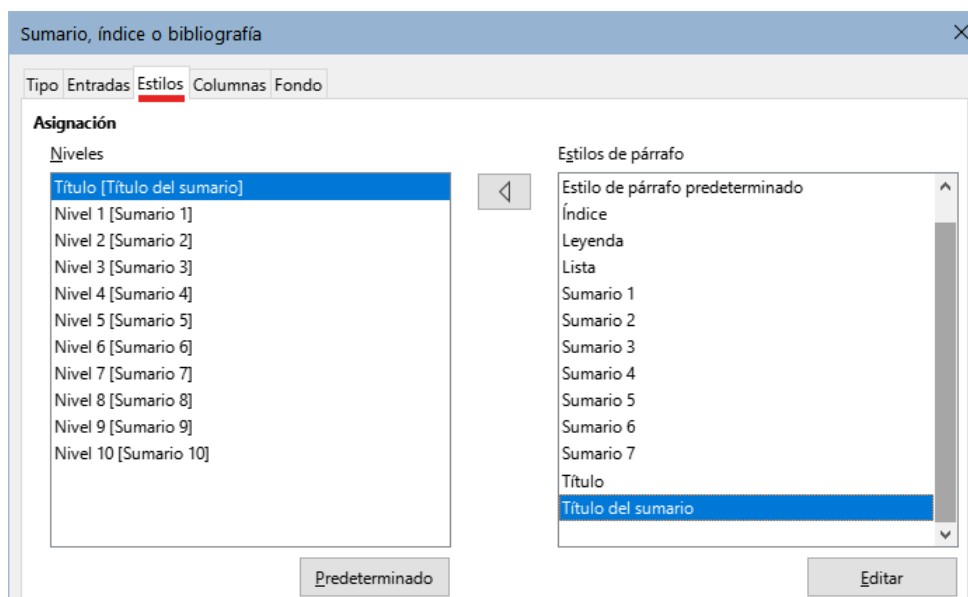 Sumario, índice o bibliografía
Tipo Entradas Estilos Columnas Fondo
Asignación
Niveles
Título [Título del sumario]
Nivel 1 [Sumario 1]
Nivel 2 [Sumario 2]
Nivel 3 [Sumario 3]
Nivel 4 [Sumario 4]
Nivel 5 [Sumario 5]
Nivel 6 [Sumario 6]
Nivel 7 [Sumario 7]
Nivel 8 [Sumario 8]
Nivel 9 [Sumario 9]
Nivel 10 [Sumario 10]
Predeterminado
Estilos de párrafo
Estilo de párrafo predeterminado
Índice
Leyenda
Lista
Sumario 1
Sumario 2
Sumario 3
Sumario 4
Sumario 5
Sumario 6
Sumario 7
Título
Título del sumario
Editar